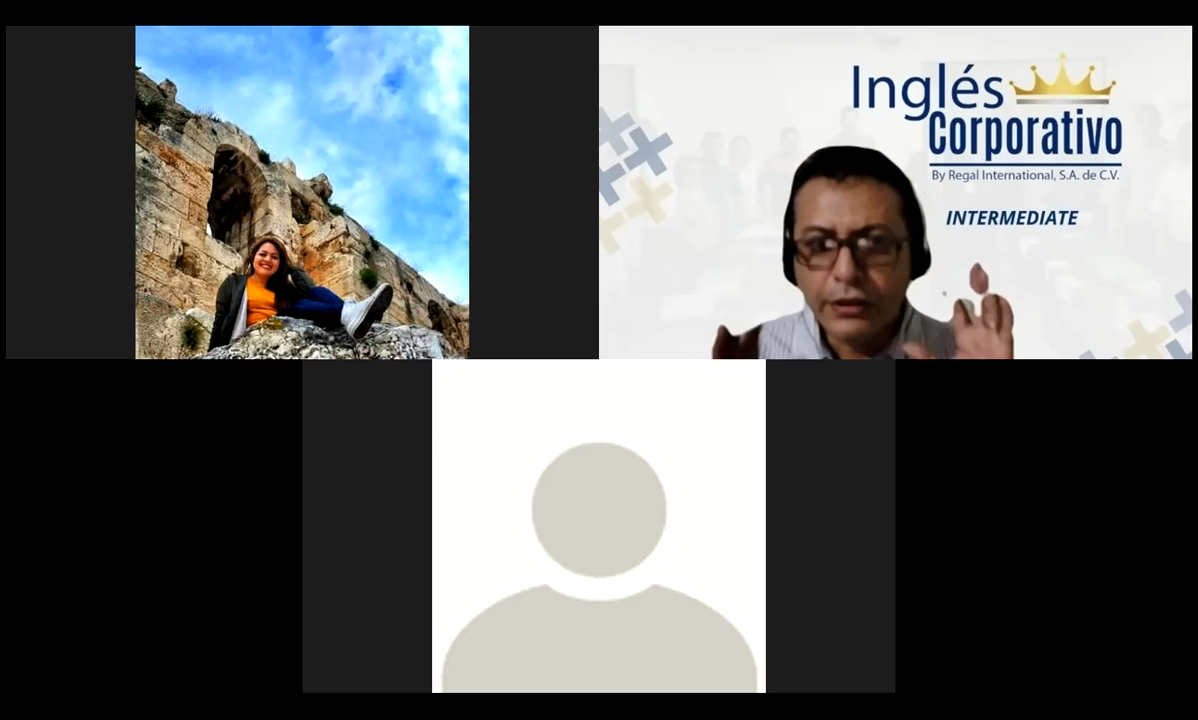 Inglés
Corporativo
By Regal International, S.A. de C.V.
INTERMEDIATE